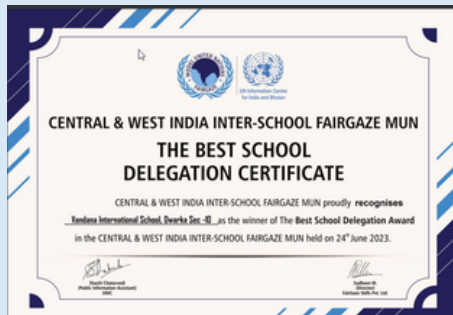 MODEL UNITED NATIONS
FAIRGAZE
UN Information Centre
for India and Bhutan
CENTRAL & WEST INDIA INTER-SCHOOL FAIRGAZE MUN
THE BEST SCHOOL
DELEGATION CERTIFICATE
CENTRAL & WEST INDIA INTER-SCHOOL FAIRGAZE MUN proudly recognises
Vandana International School, Dwarka Sec -10 as the winner of The Best School Delegation Award
in the CENTRAL & WEST INDIA INTER-SCHOOL FAIRGAZE MUN held on 24th June 2023.
Shachi Chaturvedi
(Public Information Assistant)
UNIC
Sudheen M.
(Director)
FairGaze Skills Pvt. Ltd.